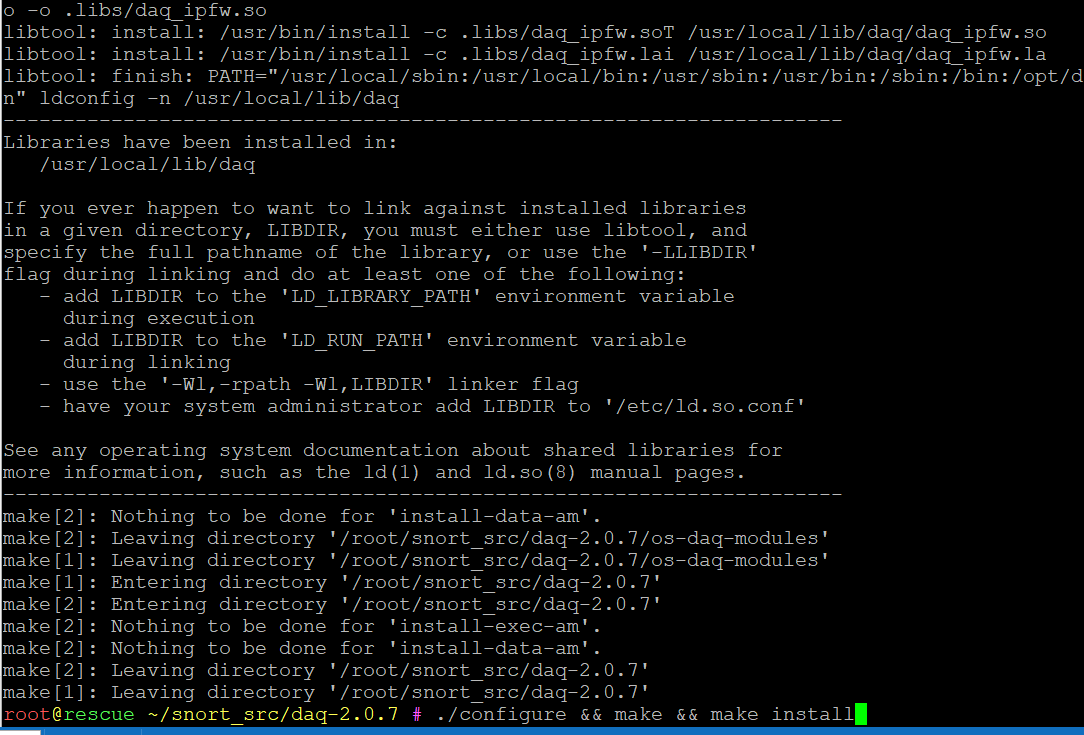 o -o .libs/daq_ipfw.so
libtool: install: /usr/bin/install -c .libs/daq_ipfw.soT /usr/local/lib/daq/daq_ipfw.so
libtool: install: /usr/bin/install -c .libs/daq_ipfw.lai /usr/local/lib/daq/daq_ipfw.la
libtool: finish: PATH="/usr/local/sbin:/usr/local/bin:/usr/sbin:/usr/bin:/sbin:/bin:/opt/d
n" ldconfig -n /usr/local/lib/daq
----------------------------------------------------------------------
Libraries have been installed in:
   /usr/local/lib/daq

If you ever happen to want to link against installed libraries
in a given directory, LIBDIR, you must either use libtool, and
specify the full pathname of the library, or use the '-LLIBDIR'
flag during linking and do at least one of the following:
   - add LIBDIR to the 'LD_LIBRARY_PATH' environment variable
     during execution
   - add LIBDIR to the 'LD_RUN_PATH' environment variable
     during linking
   - use the '-Wl,-rpath -Wl,LIBDIR' linker flag
   - have your system administrator add LIBDIR to '/etc/ld.so.conf'

See any operating system documentation about shared libraries for
more information, such as the ld(1) and ld.so(8) manual pages.
----------------------------------------------------------------------
make[2]: Nothing to be done for 'install-data-am'.
make[2]: Leaving directory '/root/snort_src/daq-2.0.7/os-daq-modules'
make[1]: Leaving directory '/root/snort_src/daq-2.0.7/os-daq-modules'
make[1]: Entering directory '/root/snort_src/daq-2.0.7'
make[2]: Entering directory '/root/snort_src/daq-2.0.7'
make[2]: Nothing to be done for 'install-exec-am'.
make[2]: Nothing to be done for 'install-data-am'.
make[2]: Leaving directory '/root/snort_src/daq-2.0.7'
make[1]: Leaving directory '/root/snort_src/daq-2.0.7'
root@rescue ~/snort_src/daq-2.0.7 # ./configure && make && make install